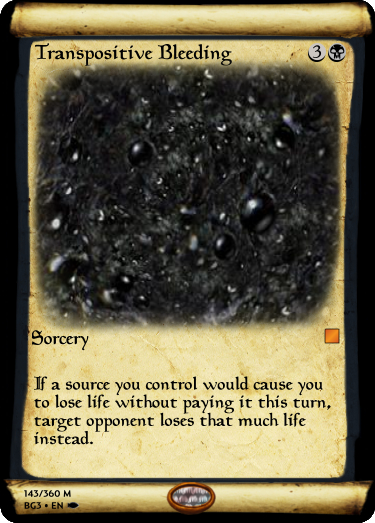 Transpositive Bleeding 3
Sorcery
If a source you control would cause you
to lose life without paying it this turn,
target opponent loses that much life
instead.
143/360 M
BG3 • EN